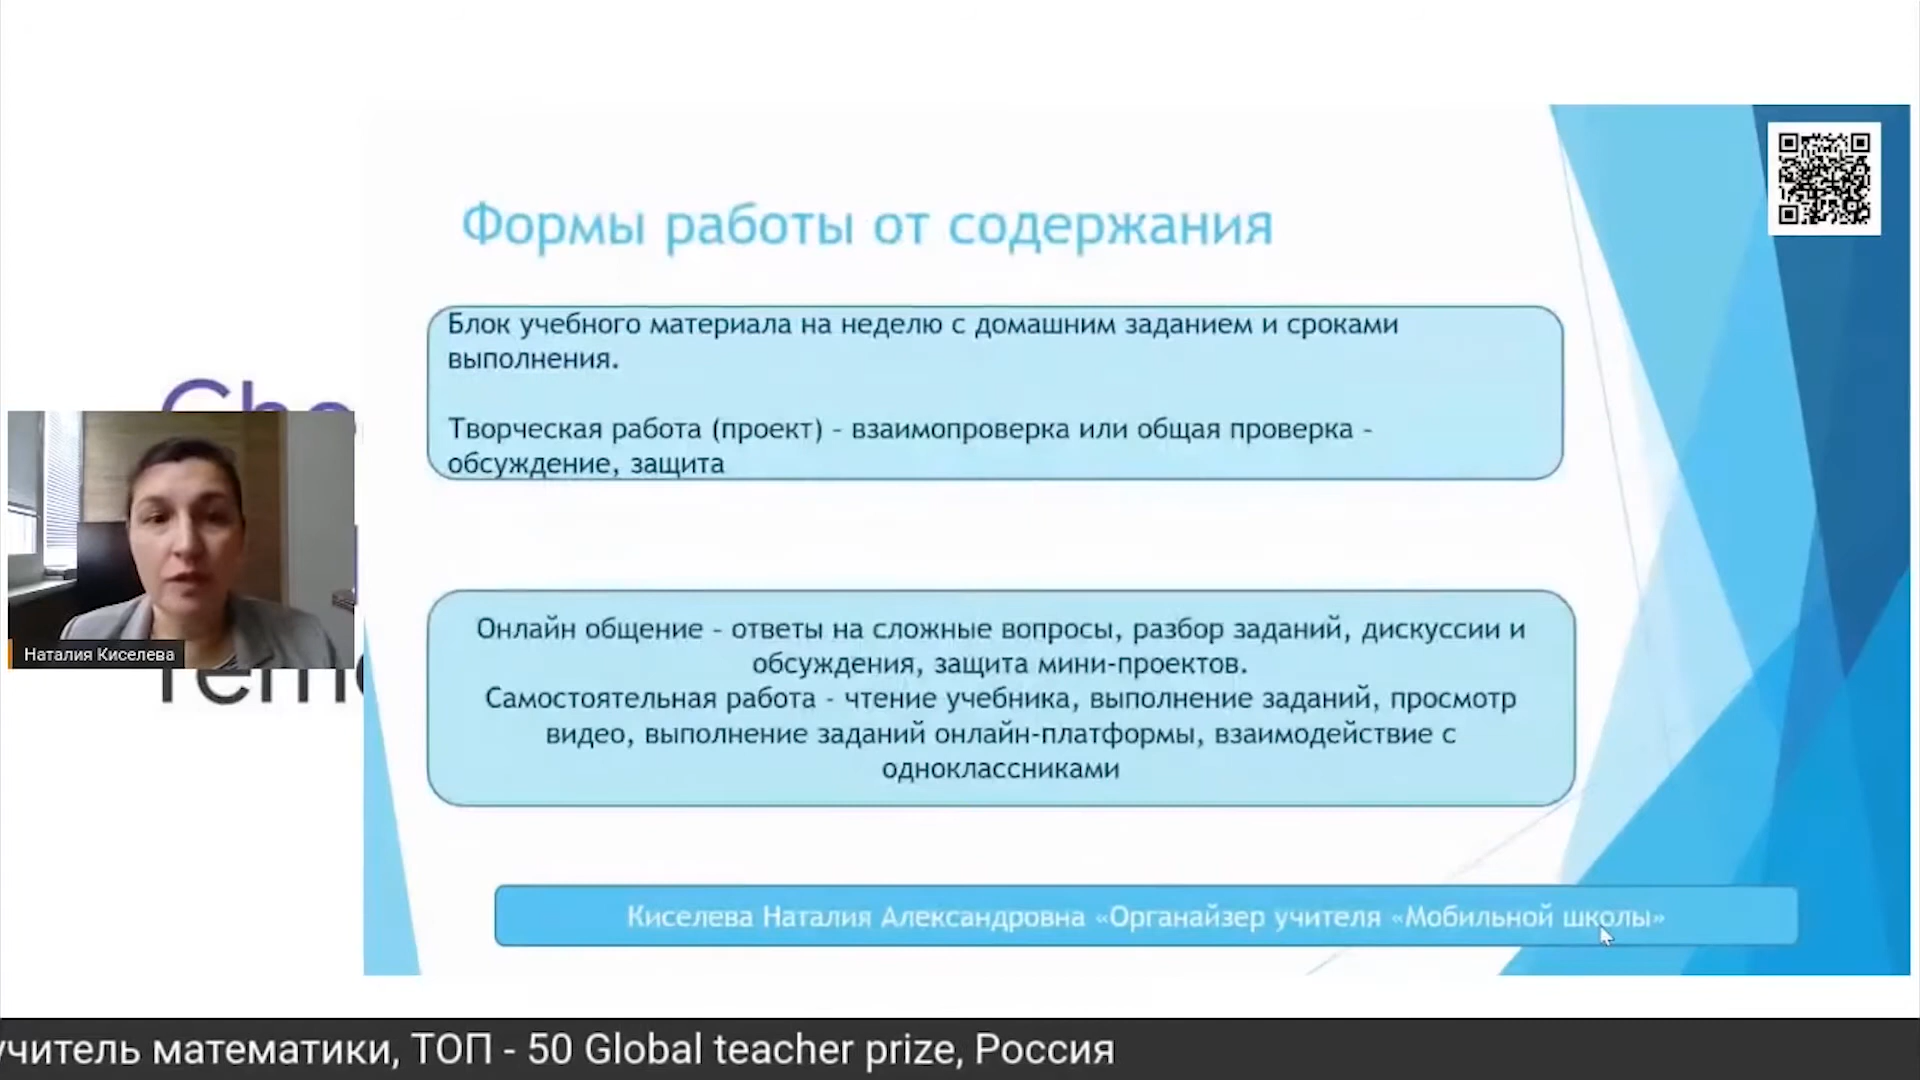 Формы работы от содержания
Блок учебного материала на неделю с домашним заданием и сроками
выполнения.
Творческая работа (проект) - взаимопроверка или общая проверка -
обсуждение, защита
Онлайн общение - ответы на сложные вопросы, разбор заданий, дискуссии и
обсуждения, защита мини-проектов.
Самостоятельная работа - чтение учебника, выполнение заданий, просмотр
видео, выполнение заданий онлайн-платформы, взаимодействие с
одноклассниками
Наталия Киселева
Киселева Наталия Александровна «Органайзер учителя «Мобильной школы»
учитель математики, ТОП - 50 Global teacher prize, Россия